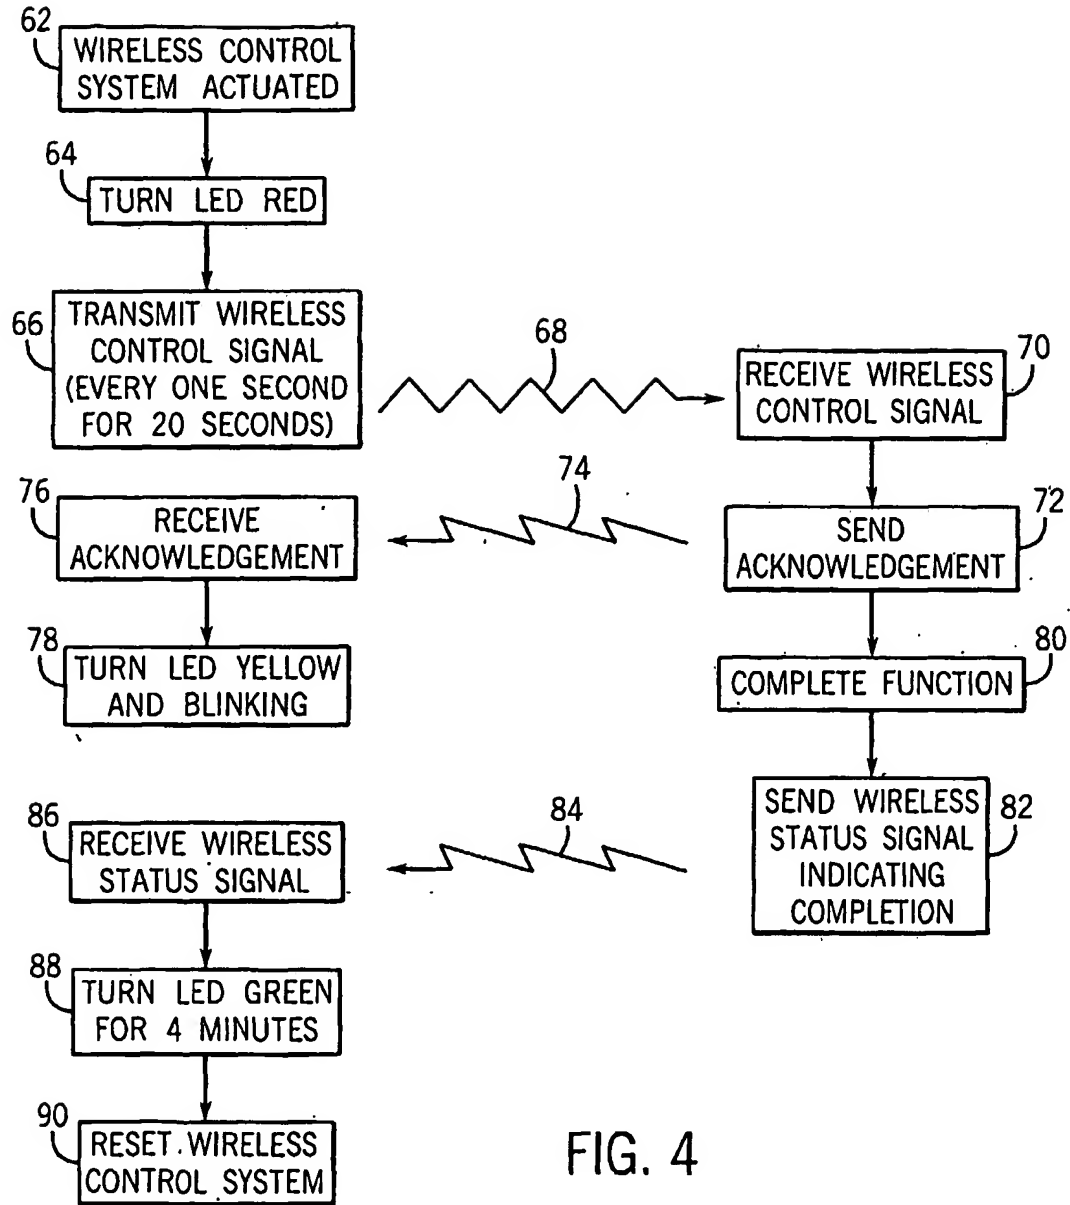 62
WIRELESS CONTROL
SYSTEM ACTUATED
64
TURN LED RED
66
TRANSMIT WIRELESS
CONTROL SIGNAL
(EVERY ONE SECOND
FOR 20 SECONDS)
68
70
RECEIVE WIRELESS
CONTROL SIGNAL
72
SEND
ACKNOWLEDGEMENT
74
76
RECEIVE
ACKNOWLEDGEMENT
78
TURN LED YELLOW
AND BLINKING
80
COMPLETE FUNCTION
82
SEND WIRELESS
STATUS SIGNAL
INDICATING
COMPLETION
84
86
RECEIVE WIRELESS
STATUS SIGNAL
88
TURN LED GREEN
FOR 4 MINUTES
90
RESET WIRELESS
CONTROL SYSTEM
FIG. 4